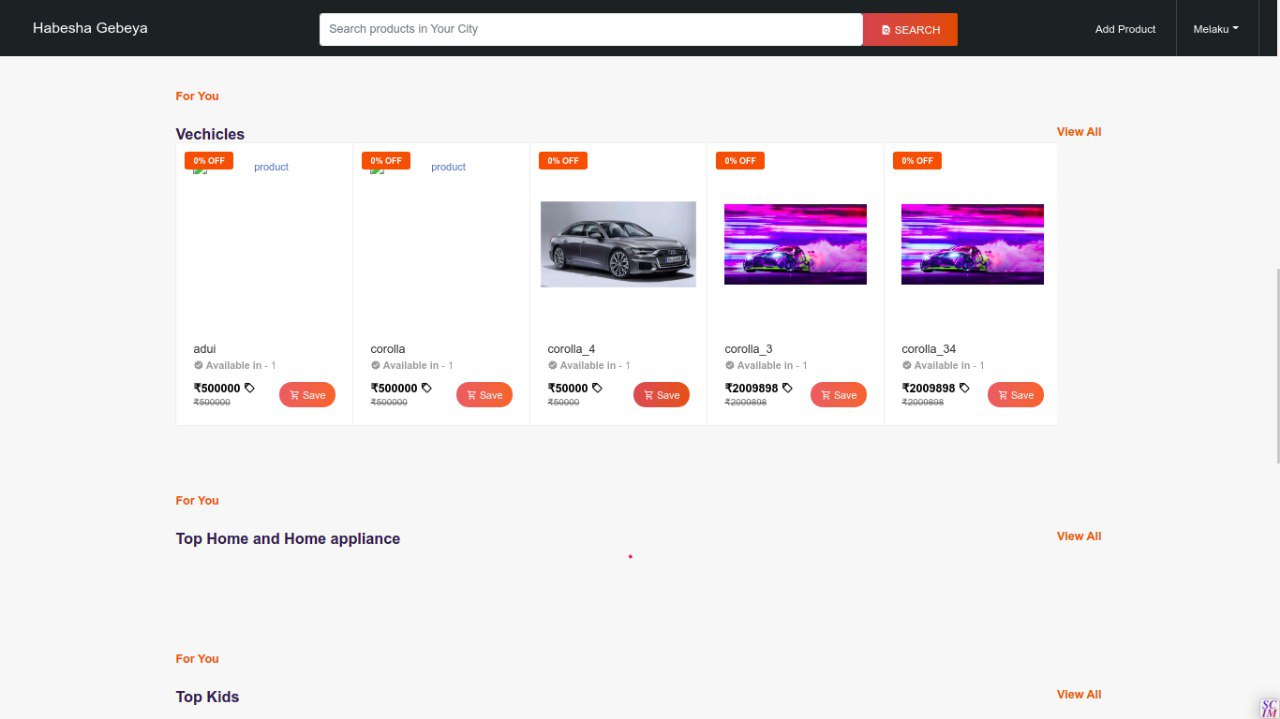 Habesha Gebeya
Search products in Your City
SEARCH
Add Product
Melaku
For You
Vechicles
View All
0% OFF
product
0% OFF
product
0% OFF
0% OFF
0% OFF
adui
corolla
corolla_4
corolla_3
corolla_34
Available in - 1
Available in - 1
Available in - 1
Available in - 1
Available in - 1
₹500000
₹500000
Save
₹500000
₹500000
Save
₹50000
₹50000
Save
₹2009898
₹2009898
Save
₹2009898
₹2009898
Save
For You
Top Home and Home appliance
View All
For You
Top Kids
View All
SC
IM